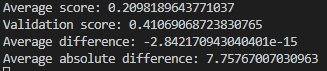 Average score: 0.2098189643771037
Validation score: 0.41069068723830765
Average difference: -2.842170943040401e-15
Average absolute difference: 7.75767007030963